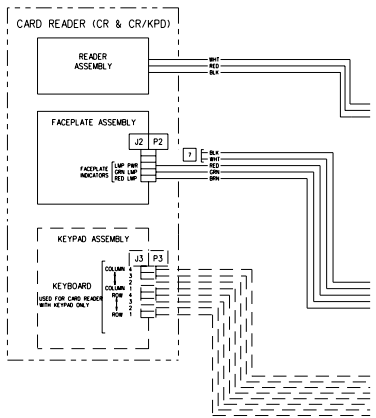 CARD READER (CR & CR/KPD)
READER
ASSEMBLY
WHT
RED
BLK
FACEPLATE ASSEMBLY
J2 P2
7
BLK
WHT
FACEPLATE
INDICATORS
LMP PWR
GRN LMP
RED LMP
RED
GRN
BRN
KEYPAD ASSEMBLY
J3 P3
KEYBOARD
USED FOR CARD READER
WITH KEYPAD ONLY
COLUMN 4
3
2
COLUMN 1
ROW 4
3
2
ROW 1